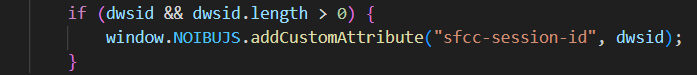 if (dwsid && dwsid.length > 0) {
window.NOIBUJS.addCustomAttribute("sfcc-session-id", dwsid);
}